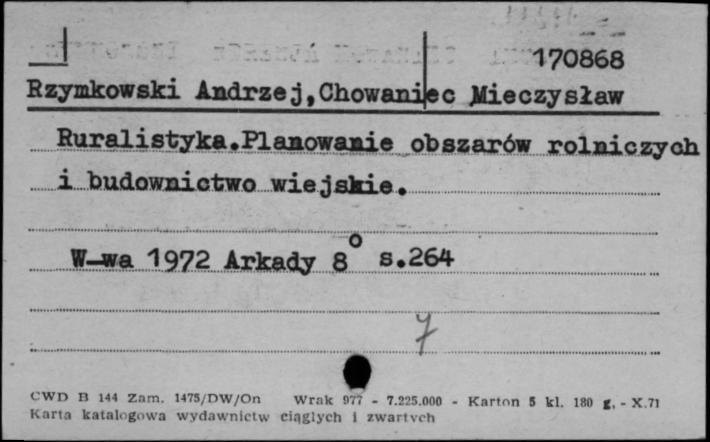 170868
Rzymkowski Andrzej,Chowaniec Mieczysław
Ruralistyka.Planowanie obszarów rolniczych
i budownictwo wiejskie.
W-wa 1972 Arkady 8° s.264
7
CWD B 144 Zam. 1475/DW/On Wrak 977 - 7.225.000 - Karton 5 kl. 180 g. - X.71
Karta katalogowa wydawnictw ciągłych i zwartych